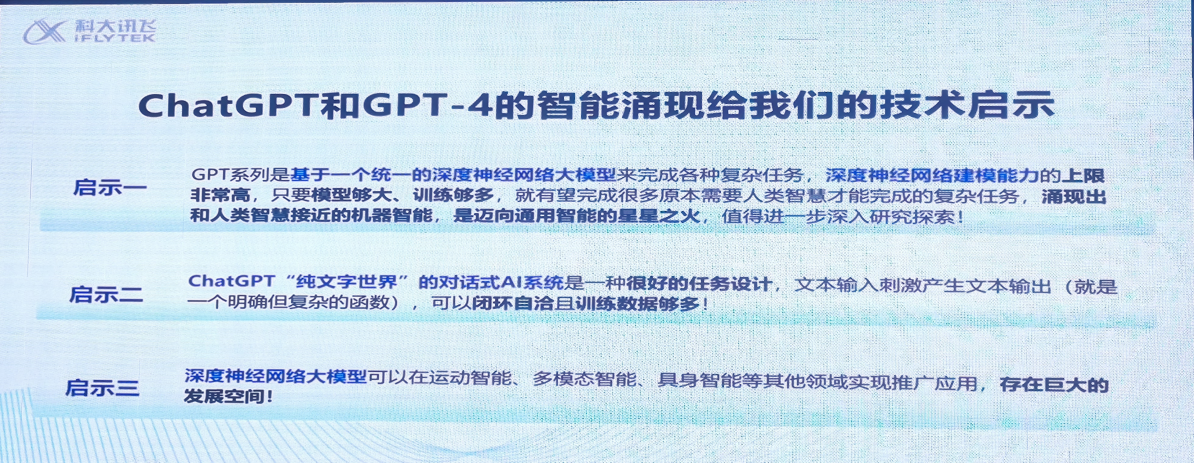 科大讯飞
iFLYTEK
ChatGPT和GPT-4的智能涌现给我们的技术启示
启示一
GPT系列是基于一个统一的深度神经网络大模型来完成各种复杂任务，深度神经网络建模能力的上限
非常高，只要模型够大、训练够多，就有望完成很多原本需要人类智慧才能完成的复杂任务，涌现出
和人类智慧接近的机器智能，是迈向通用智能的星星之火，值得进一步深入研究探索！
启示二
ChatGPT“纯文字世界”的对话式AI系统是一种很好的任务设计，文本输入刺激产生文本输出（就是
一个明确但复杂的函数），可以闭环自洽且训练数据够多！
启示三
深度神经网络大模型可以在运动智能、多模态智能、具身智能等其他领域实现推广应用，存在巨大的
发展空间！